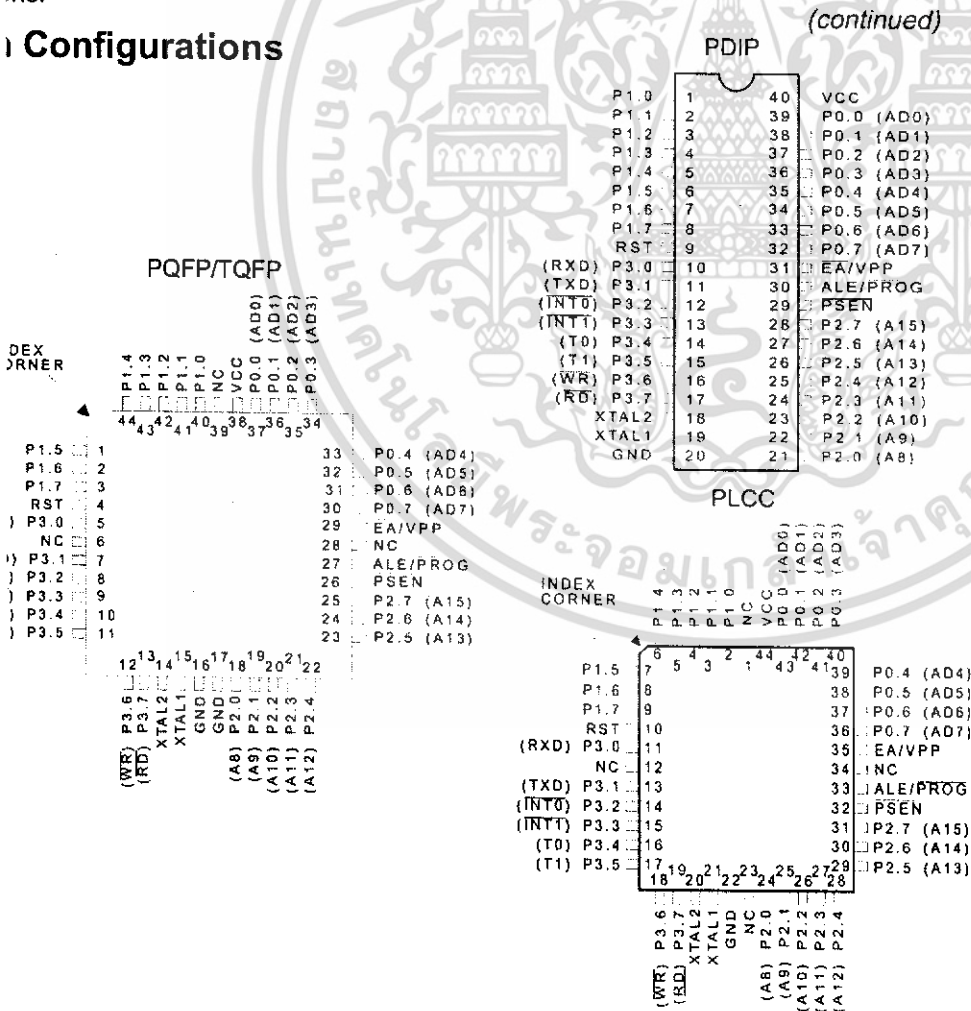 (continued)
Configurations
PDIP
P1.0 1 40 VCC
P1.1 2 39 P0.0 (AD0)
P1.2 3 38 P0.1 (AD1)
P1.3 4 37 P0.2 (AD2)
P1.4 5 36 P0.3 (AD3)
P1.5 6 35 P0.4 (AD4)
P1.6 7 34 P0.5 (AD5)
P1.7 8 33 P0.6 (AD6)
RST 9 32 P0.7 (AD7)
(RXD) P3.0 10 31 EA/VPP
(TXD) P3.1 11 30 ALE/PROG
(INT0) P3.2 12 29 PSEN
(INT1) P3.3 13 28 P2.7 (A15)
(T0) P3.4 14 27 P2.6 (A14)
(T1) P3.5 15 26 P2.5 (A13)
(WR) P3.6 16 25 P2.4 (A12)
(RD) P3.7 17 24 P2.3 (A11)
XTAL2 18 23 P2.2 (A10)
XTAL1 19 22 P2.1 (A9)
GND 20 21 P2.0 (A8)
PQFP/TQFP
DEX
ORNER
P1.4 P1.3 P1.2 P1.1 P1.0 NC VCC P0.0 (AD0) P0.1 (AD1) P0.2 (AD2) P0.3 (AD3)
44 43 42 41 40 39 38 37 36 35 34
P1.5 1 33 P0.4 (AD4)
P1.6 2 32 P0.5 (AD5)
P1.7 3 31 P0.6 (AD6)
RST 4 30 P0.7 (AD7)
) P3.0 5 29 EA/VPP
NC 6 28 NC
) P3.1 7 27 ALE/PROG
) P3.2 8 26 PSEN
) P3.3 9 25 P2.7 (A15)
) P3.4 10 24 P2.6 (A14)
) P3.5 11 23 P2.5 (A13)
12 13 14 15 16 17 18 19 20 21 22
(WR) P3.6 (RD) P3.7 XTAL2 XTAL1 GND GND (A8) P2.0 (A9) P2.1 (A10) P2.2 (A11) P2.3 (A12) P2.4
PLCC
INDEX
CORNER
P1.4 P1.3 P1.2 P1.1 P1.0 NC VCC P0.0 (AD0) P0.1 (AD1) P0.2 (AD2) P0.3 (AD3)
6 5 4 3 2 1 44 43 42 41 40
P1.5 7 39 P0.4 (AD4)
P1.6 8 38 P0.5 (AD5)
P1.7 9 37 P0.6 (AD6)
RST 10 36 P0.7 (AD7)
(RXD) P3.0 11 35 EA/VPP
NC 12 34 NC
(TXD) P3.1 13 33 ALE/PROG
(INT0) P3.2 14 32 PSEN
(INT1) P3.3 15 31 P2.7 (A15)
(T0) P3.4 16 30 P2.6 (A14)
(T1) P3.5 17 29 P2.5 (A13)
18 19 20 21 22 23 24 25 26 27 28
(WR) P3.6 (RD) P3.7 XTAL2 XTAL1 GND NC (A8) P2.0 (A9) P2.1 (A10) P2.2 (A11) P2.3 (A12) P2.4